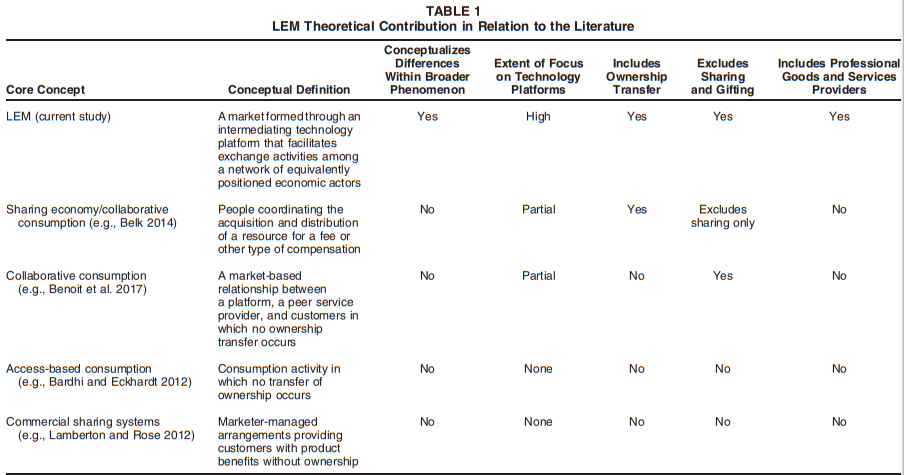 TABLE 1
LEM Theoretical Contribution in Relation to the Literature
Core Concept
Conceptual Definition
Conceptualizes
Differences
Within Broader
Phenomenon
Extent of Focus
on Technology
Platforms
Includes
Ownership
Transfer
Excludes
Sharing
and Gifting
Includes Professional
Goods and Services
Providers
LEM (current study)
A market formed through an
intermediating technology
platform that facilitates
exchange activities among
a network of equivalently
positioned economic actors
Yes
High
Yes
Yes
Yes
Sharing economy/collaborative
consumption (e.g., Belk 2014)
People coordinating the
acquisition and distribution
of a resource for a fee or
other type of compensation
No
Partial
Yes
Excludes
sharing only
No
Collaborative consumption
(e.g., Benoit et al. 2017)
A market-based
relationship between
a platform, a peer service
provider, and customers in
which no ownership
transfer occurs
No
Partial
No
Yes
No
Access-based consumption
(e.g., Bardhi and Eckhardt 2012)
Consumption activity in
which no transfer of
ownership occurs
No
None
No
No
No
Commercial sharing systems
(e.g., Lamberton and Rose 2012)
Marketer-managed
arrangements providing
customers with product
benefits without ownership
No
None
No
No
No